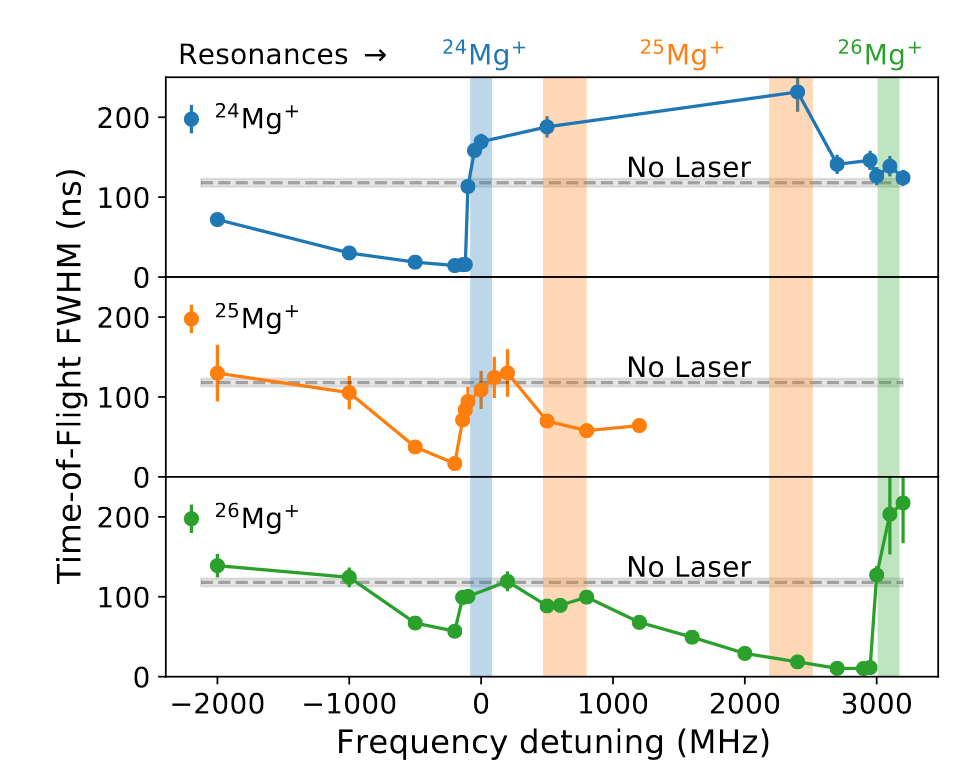 Resonances → ²⁴Mg⁺ ²⁵Mg⁺ ²⁶Mg⁺
Time-of-Flight FWHM (ns)
200
100
0
²⁴Mg⁺
No Laser
200
100
0
²⁵Mg⁺
No Laser
200
100
0
²⁶Mg⁺
No Laser
−2000 −1000 0 1000 2000 3000
Frequency detuning (MHz)